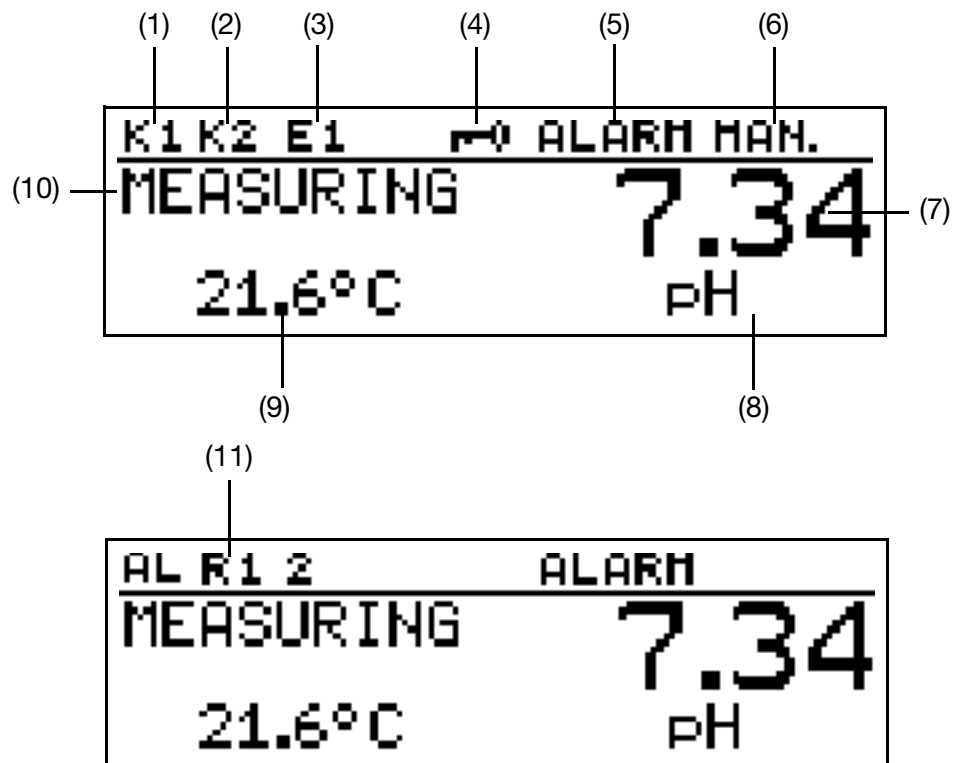 (1) (2) (3) (4) (5) (6)
K1 K2 E1 ALARM MAN.
(10) MEASURING 7.34 (7)
21.6°C pH
(9) (8)
(11)
AL R1 2 ALARM
MEASURING 7.34
21.6°C pH